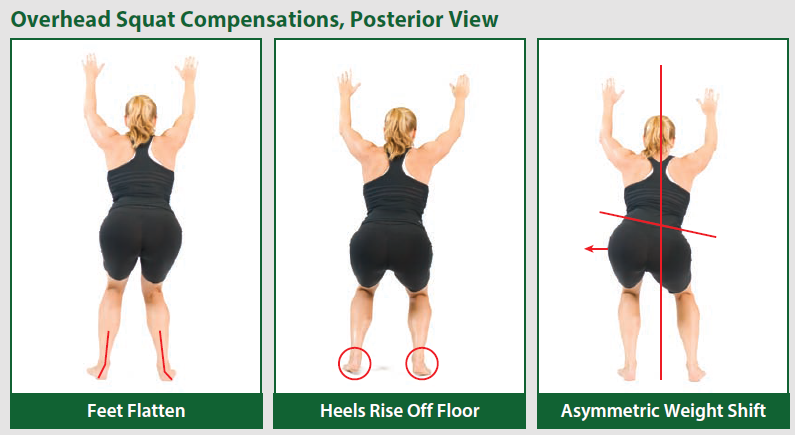 Overhead Squat Compensations, Posterior View
Feet Flatten
Heels Rise Off Floor
Asymmetric Weight Shift